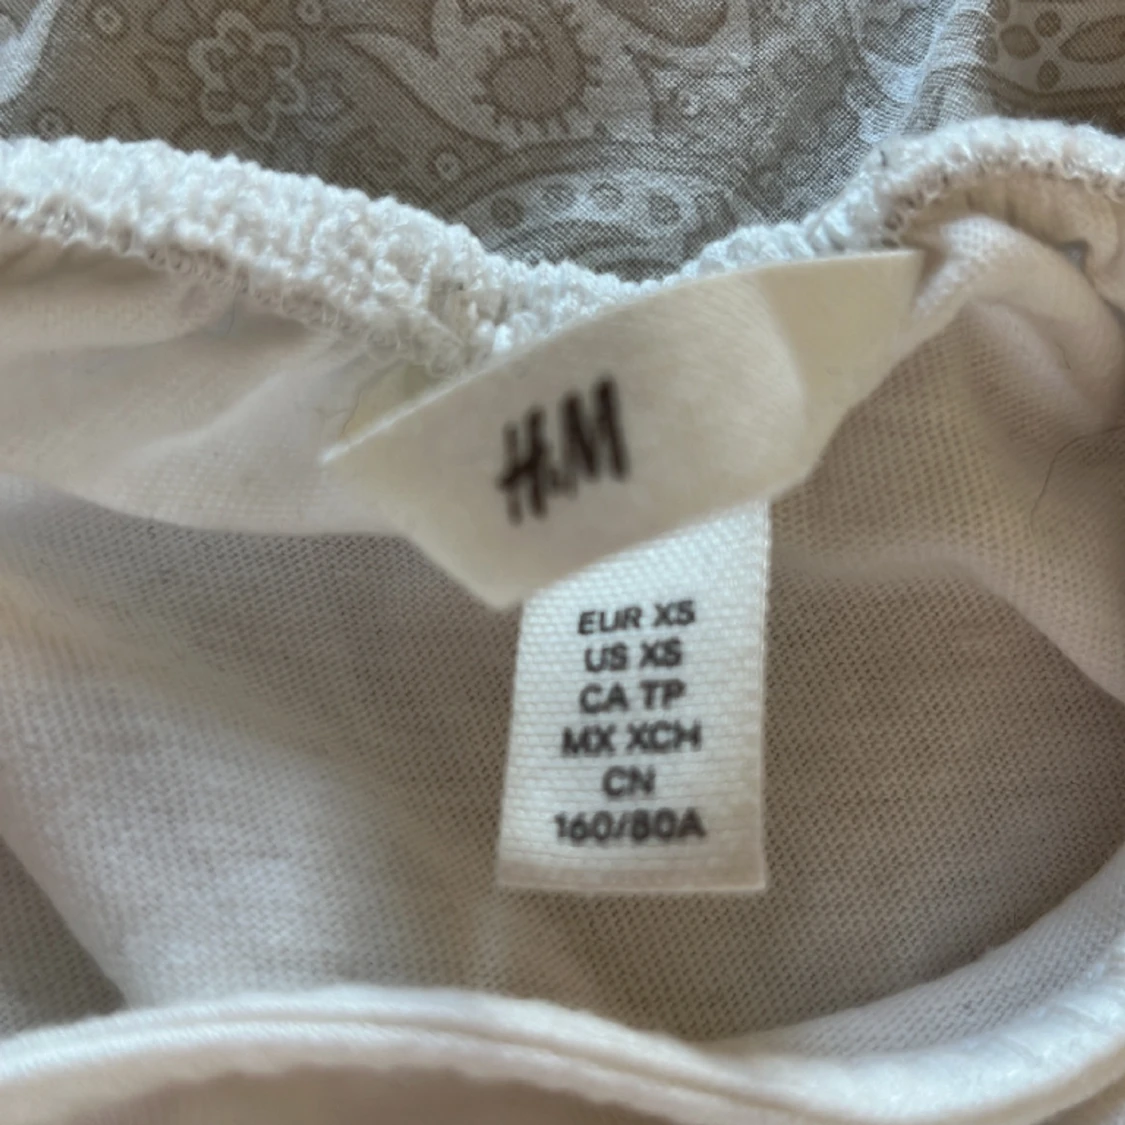 H&M
EUR XS
US XS
CA TP
MX XCH
CN
160/80A